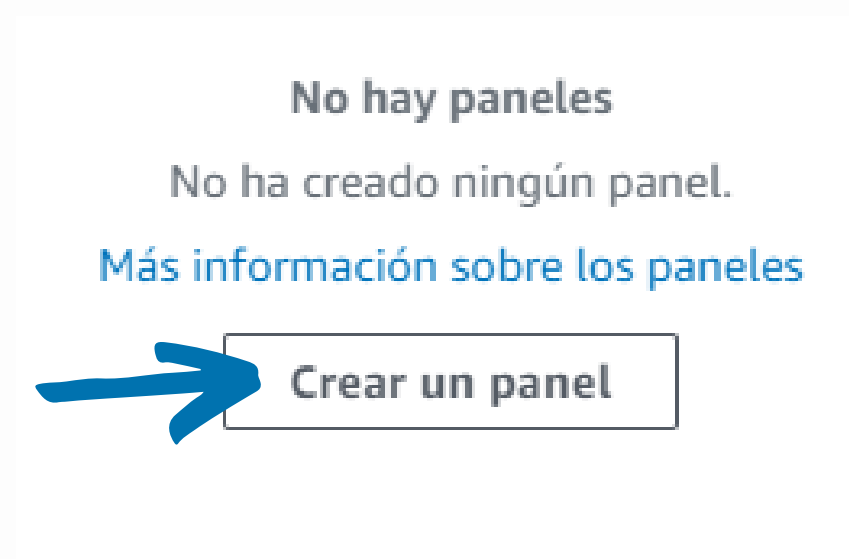 No hay paneles
No ha creado ningún panel.
Más información sobre los paneles
Crear un panel